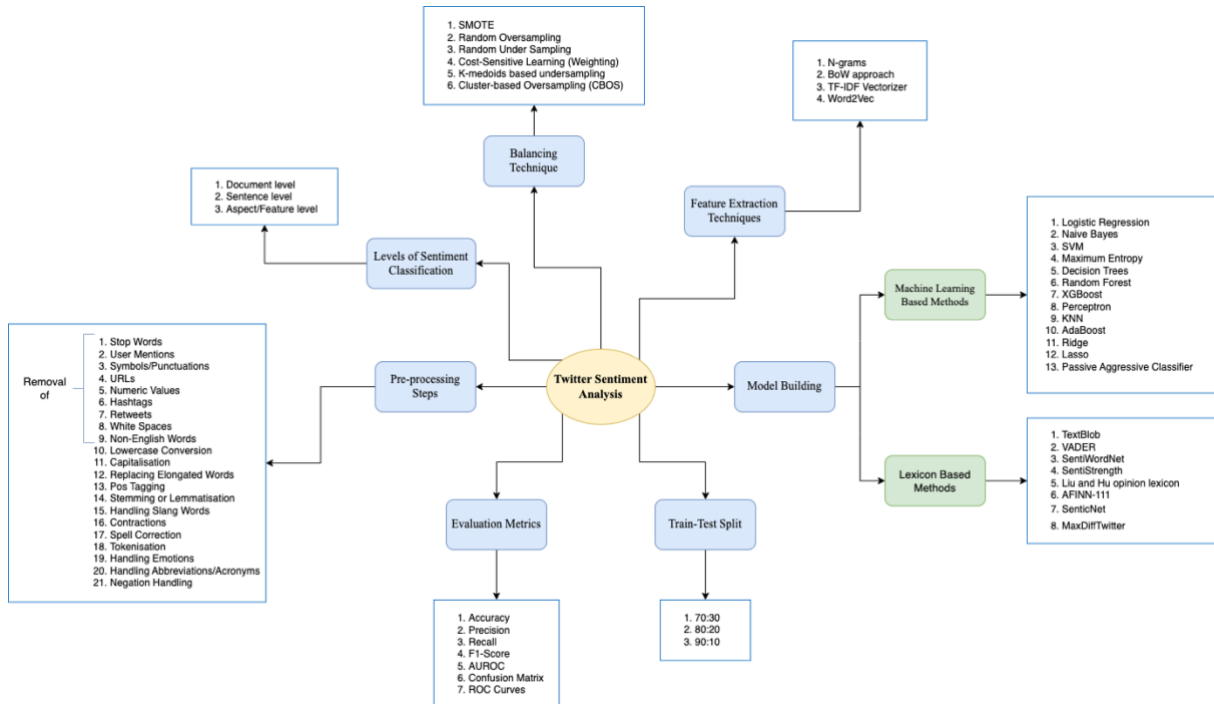 1. SMOTE
2. Random Oversampling
3. Random Under Sampling
4. Cost-Sensitive Learning (Weighting)
5. K-medoids based undersampling
6. Cluster-based Oversampling (CBOS)
1. N-grams
2. BoW approach
3. TF-IDF Vectorizer
4. Word2Vec
Balancing
Technique
1. Document level
2. Sentence level
3. Aspect/Feature level
Feature Extraction
Techniques
Levels of Sentiment
Classification
1. Logistic Regression
2. Naive Bayes
3. SVM
4. Maximum Entropy
5. Decision Trees
6. Random Forest
7. XGBoost
8. Perceptron
9. KNN
10. AdaBoost
11. Ridge
12. Lasso
13. Passive Aggressive Classifier
Machine Learning
Based Methods
Removal
of
1. Stop Words
2. User Mentions
3. Symbols/Punctuations
4. URLs
5. Numeric Values
6. Hashtags
7. Retweets
8. White Spaces
9. Non-English Words
10. Lowercase Conversion
11. Capitalisation
12. Replacing Elongated Words
13. Pos Tagging
14. Stemming or Lemmatisation
15. Handling Slang Words
16. Contractions
17. Spell Correction
18. Tokenisation
19. Handling Emotions
20. Handling Abbreviations/Acronyms
21. Negation Handling
Pre-processing
Steps
Twitter Sentiment
Analysis
Model Building
1. TextBlob
2. VADER
3. SentiWordNet
4. SentiStrength
5. Liu and Hu opinion lexicon
6. AFINN-111
7. SenticNet
8. MaxDiffTwitter
Lexicon Based
Methods
Evaluation Metrics
Train-Test Split
1. Accuracy
2. Precision
3. Recall
4. F1-Score
5. AUROC
6. Confusion Matrix
7. ROC Curves
1. 70:30
2. 80:20
3. 90:10